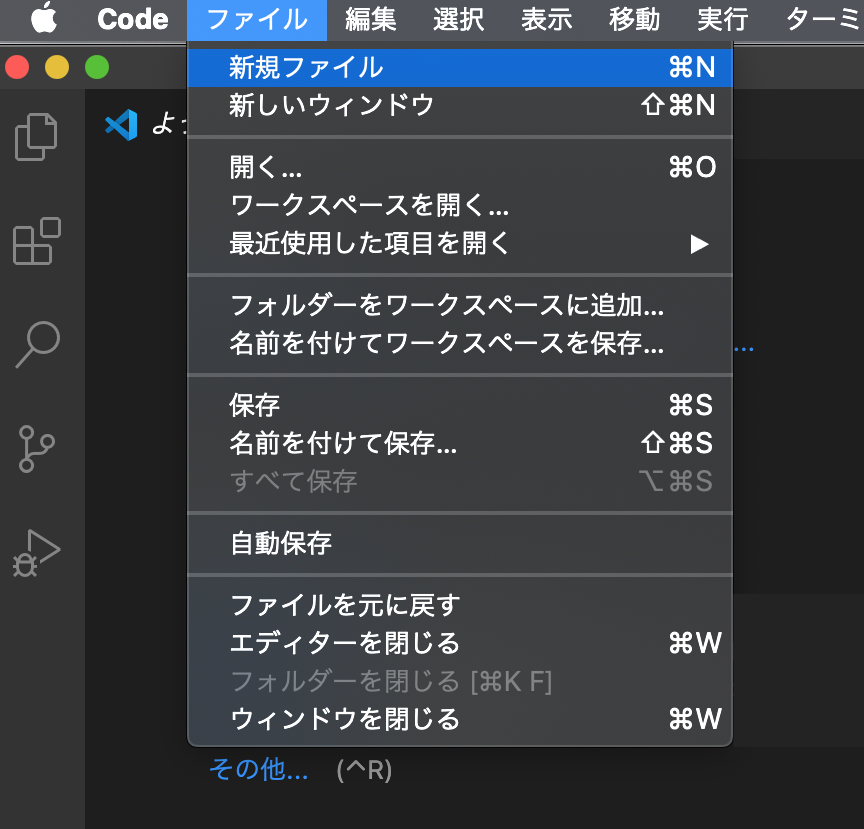 Code ファイル 編集 選択 表示 移動 実行 ターミ
新規ファイル ⌘N
新しいウィンドウ ⇧⌘N
よっ
開く... ⌘O
ワークスペースを開く...
最近使用した項目を開く ▶
フォルダーをワークスペースに追加...
名前を付けてワークスペースを保存...
...
保存 ⌘S
名前を付けて保存... ⇧⌘S
すべて保存 ⌥⌘S
自動保存
ファイルを元に戻す
エディターを閉じる ⌘W
フォルダーを閉じる [⌘K F]
ウィンドウを閉じる ⌘W
その他... (^R)